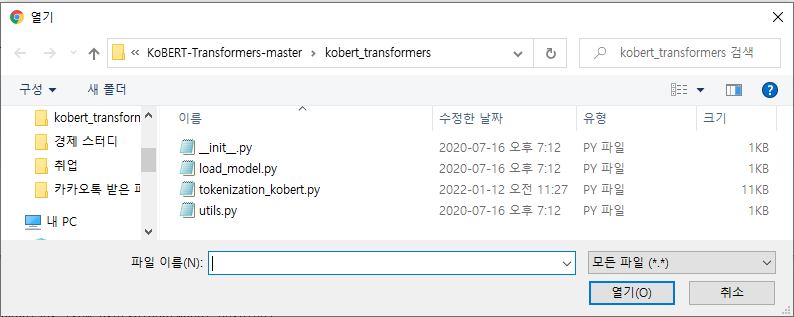 열기
« KoBERT-Transformers-master › kobert_transformers
kobert_transformers 검색
구성 새 폴더
kobert_transform
경제 스터디
취업
카카오톡 받은 파
내 PC
이름 수정한 날짜 유형 크기
__init__.py 2020-07-16 오후 7:12 PY 파일 1KB
load_model.py 2020-07-16 오후 7:12 PY 파일 1KB
tokenization_kobert.py 2022-01-12 오전 11:27 PY 파일 11KB
utils.py 2020-07-16 오후 7:12 PY 파일 1KB
파일 이름(N):
모든 파일 (*.*)
열기(O) 취소